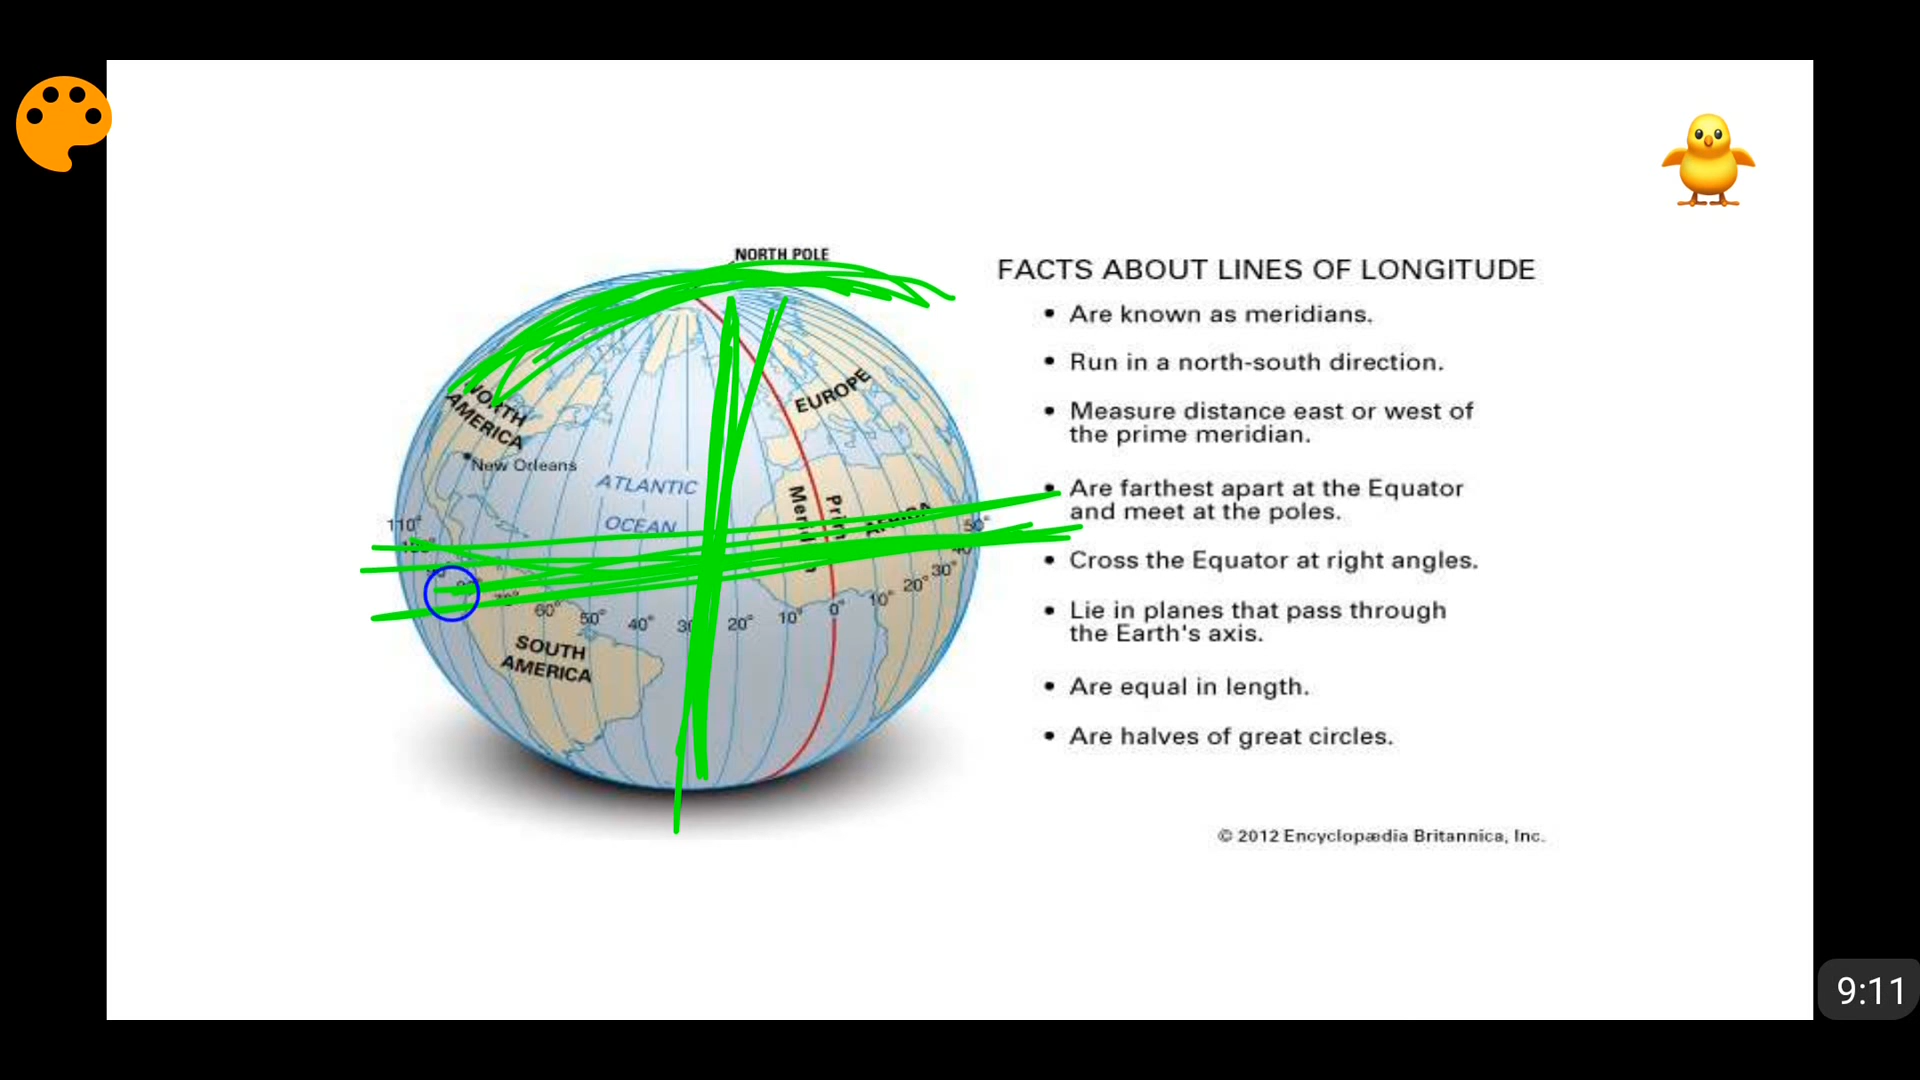 NORTH POLE
FACTS ABOUT LINES OF LONGITUDE
• Are known as meridians.
• Run in a north-south direction.
• Measure distance east or west of
the prime meridian.
• Are farthest apart at the Equator
and meet at the poles.
• Cross the Equator at right angles.
• Lie in planes that pass through
the Earth's axis.
• Are equal in length.
• Are halves of great circles.
NORTH
AMERICA
New Orleans
EUROPE
ATLANTIC
OCEAN
AFRICA
110°
50°
60°
50°
40°
20°
10°
0°
10°
20°
30°
SOUTH
AMERICA
© 2012 Encyclopædia Britannica, Inc.
9:11